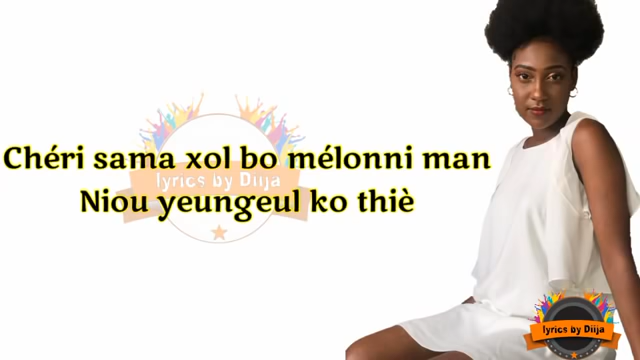 Chéri sama xol bo mélonni man
lyrics by Diija
Niou yeungeul ko thiè
lyrics by Diija